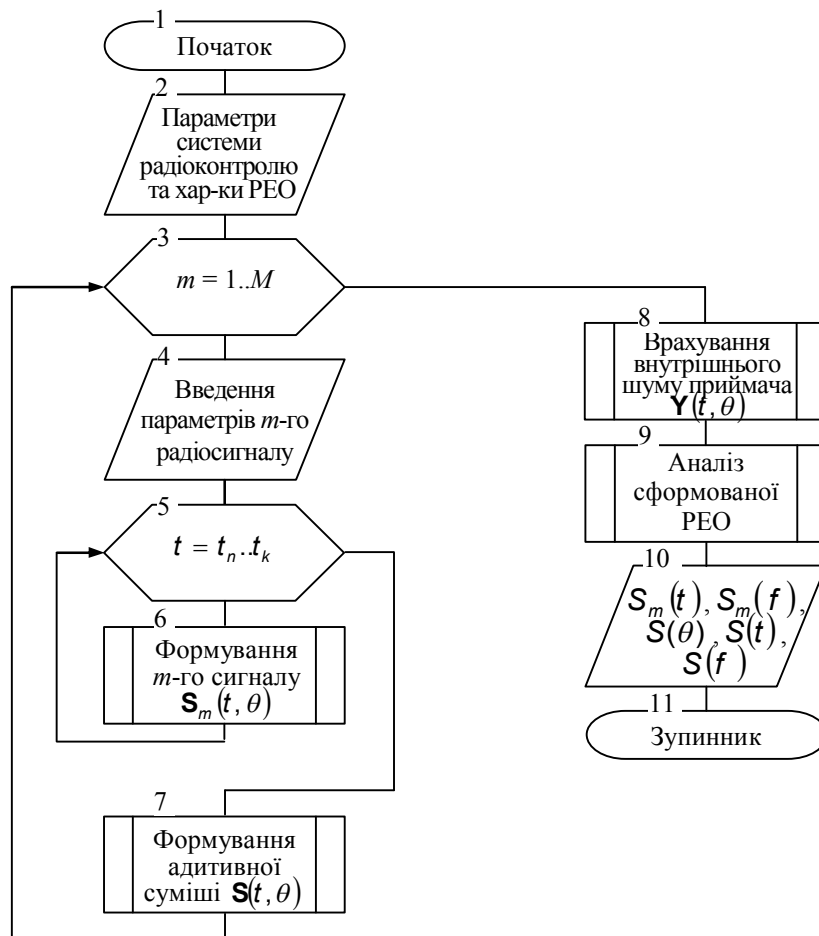 1
Початок
2
Параметри
системи
радіоконтролю
та хар-ки РЕО
3
m = 1..M
4
Введення
параметрів m-го
радіосигналу
5
t = tₙ..tₖ
6
Формування
m-го сигналу
Sₘ(t, θ)
7
Формування
адитивної
суміші S(t, θ)
8
Врахування
внутрішнього
шуму приймача
Y(t, θ)
9
Аналіз
сформованої
РЕО
10
Sₘ(t), Sₘ(f),
S(θ), S(t),
S(f)
11
Зупинник